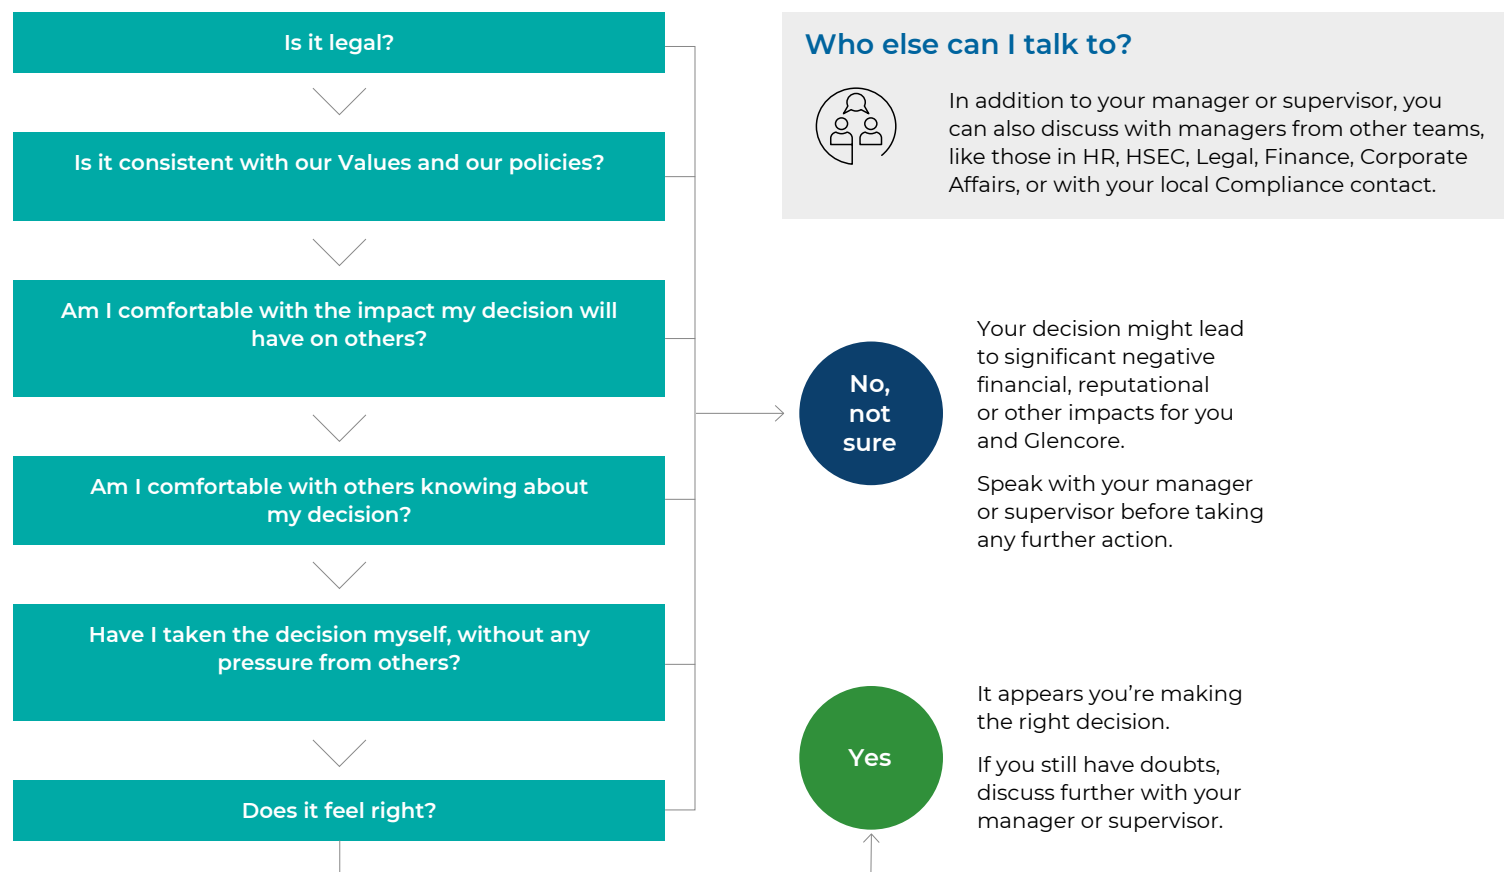 Is it legal?
Is it consistent with our Values and our policies?
Am I comfortable with the impact my decision will
have on others?
Am I comfortable with others knowing about
my decision?
Have I taken the decision myself, without any
pressure from others?
Does it feel right?
Who else can I talk to?
In addition to your manager or supervisor, you
can also discuss with managers from other teams,
like those in HR, HSEC, Legal, Finance, Corporate
Affairs, or with your local Compliance contact.
No,
not
sure
Your decision might lead
to significant negative
financial, reputational
or other impacts for you
and Glencore.
Speak with your manager
or supervisor before taking
any further action.
Yes
It appears you’re making
the right decision.
If you still have doubts,
discuss further with your
manager or supervisor.